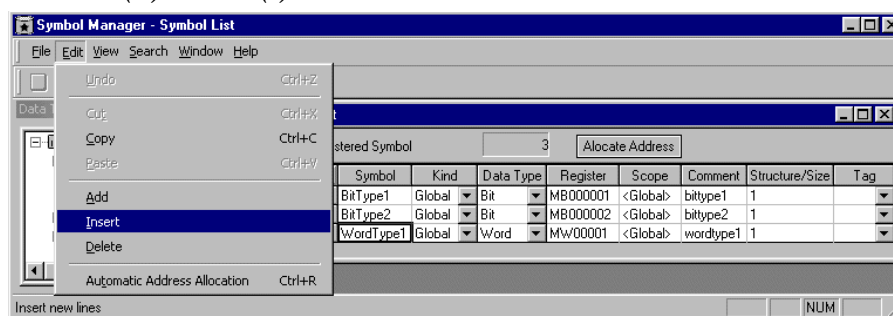 Symbol Manager - Symbol List
File Edit View Search Window Help
Undo Ctrl+Z
Cut Ctrl+X
Copy Ctrl+C
Paste Ctrl+V
Add
Insert
Delete
Automatic Address Allocation Ctrl+R
Data
stered Symbol 3 Alocate Address
Symbol Kind Data Type Register Scope Comment Structure/Size Tag
BitType1 Global Bit MB000001 <Global> bittype1 1
BitType2 Global Bit MB000002 <Global> bittype2 1
WordType1 Global Word MW00001 <Global> wordtype1 1
Insert new lines NUM